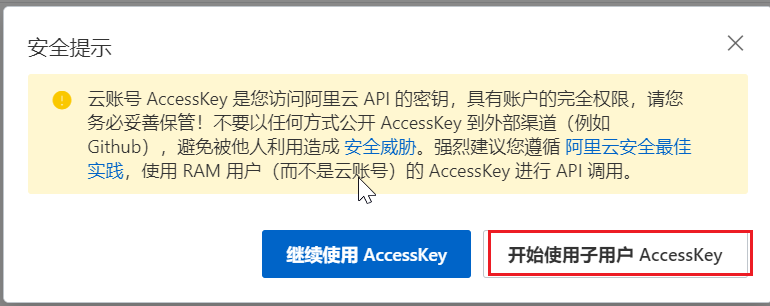 安全提示
云账号 AccessKey 是您访问阿里云 API 的密钥，具有账户的完全权限，请您
务必妥善保管！不要以任何方式公开 AccessKey 到外部渠道（例如
Github），避免被他人利用造成 安全威胁。强烈建议您遵循 阿里云安全最佳
实践，使用 RAM 用户（而不是云账号）的 AccessKey 进行 API 调用。
继续使用 AccessKey
开始使用子用户 AccessKey